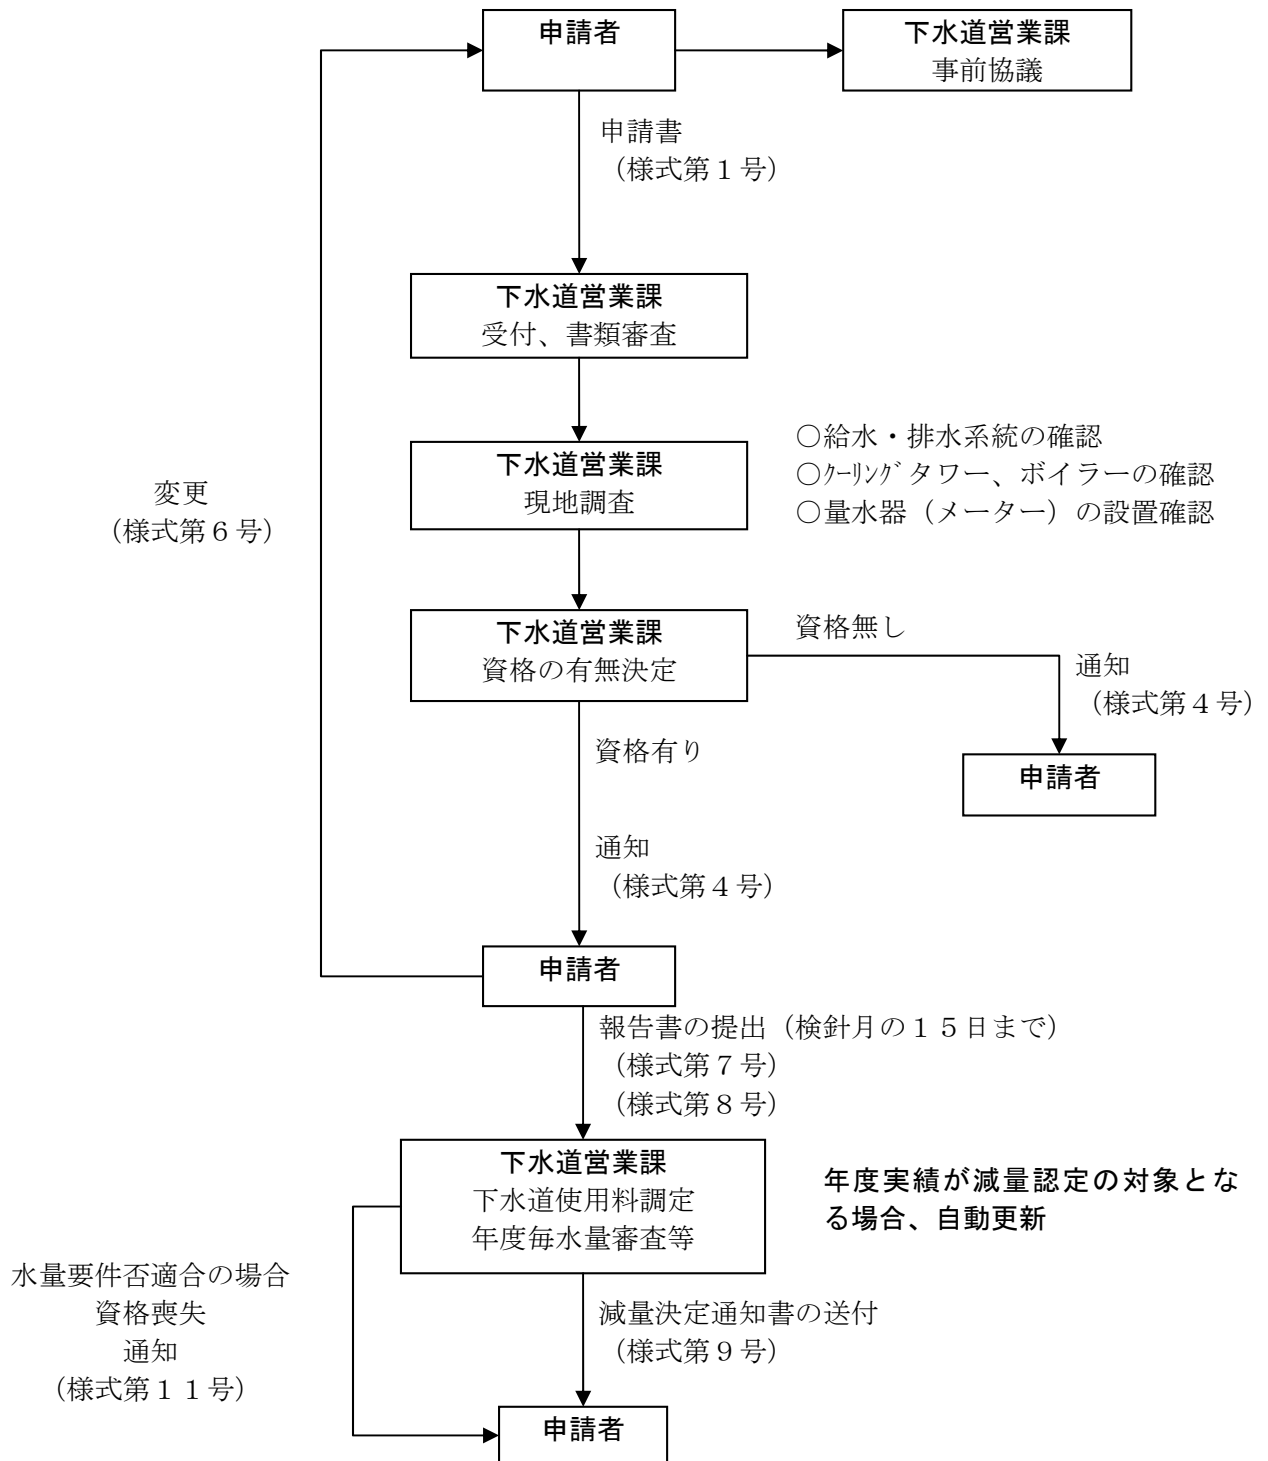 申請者
下水道営業課
事前協議
申請書
（様式第１号）
下水道営業課
受付、書類審査
下水道営業課
現地調査
○給水・排水系統の確認
○ｸｰﾘﾝｸﾞタワー、ボイラーの確認
○量水器（メーター）の設置確認
変更
（様式第６号）
下水道営業課
資格の有無決定
資格無し
通知
（様式第４号）
申請者
資格有り
通知
（様式第４号）
申請者
報告書の提出（検針月の１５日まで）
（様式第７号）
（様式第８号）
下水道営業課
下水道使用料調定
年度毎水量審査等
年度実績が減量認定の対象とな
る場合、自動更新
水量要件否適合の場合
資格喪失
通知
（様式第１１号）
減量決定通知書の送付
（様式第９号）
申請者